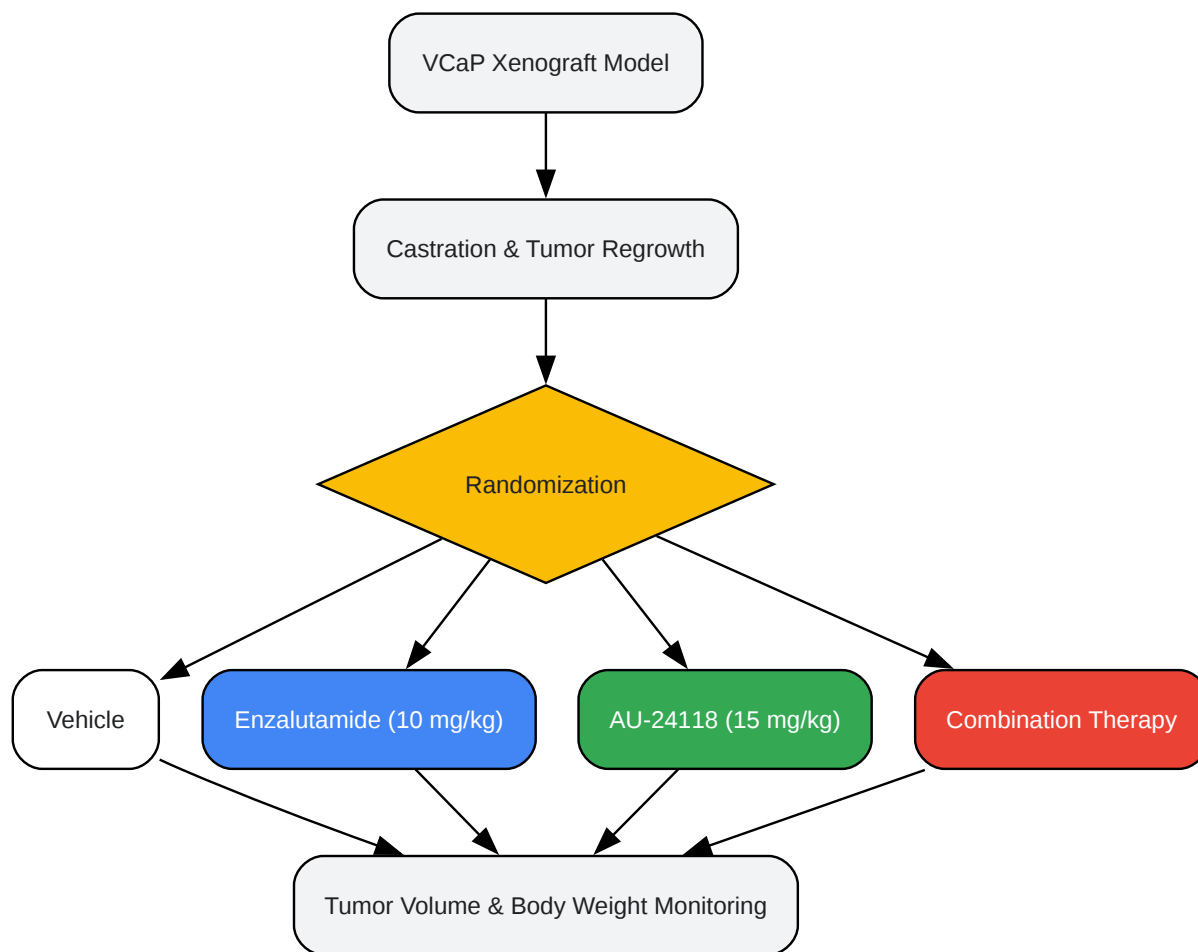 VCaP Xenograft Model
Castration & Tumor Regrowth
Randomization
Vehicle
Enzalutamide (10 mg/kg)
AU-24118 (15 mg/kg)
Combination Therapy
Tumor Volume & Body Weight Monitoring